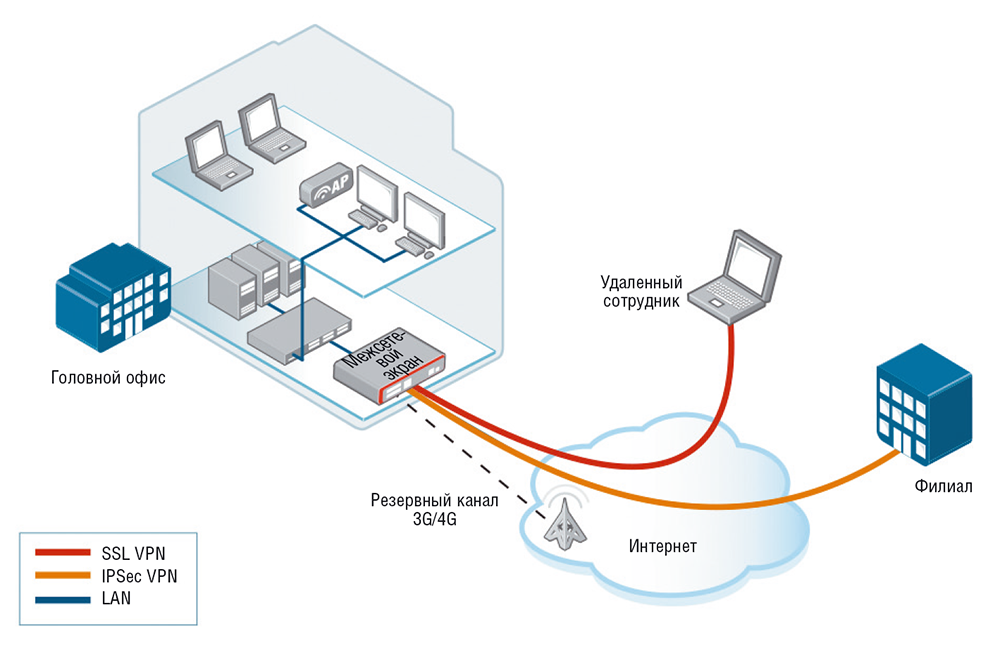 AP
Межсете-
вой
экран
Головной офис
Удаленный
сотрудник
Филиал
Резервный канал
3G/4G
Интернет
SSL VPN
IPSec VPN
LAN